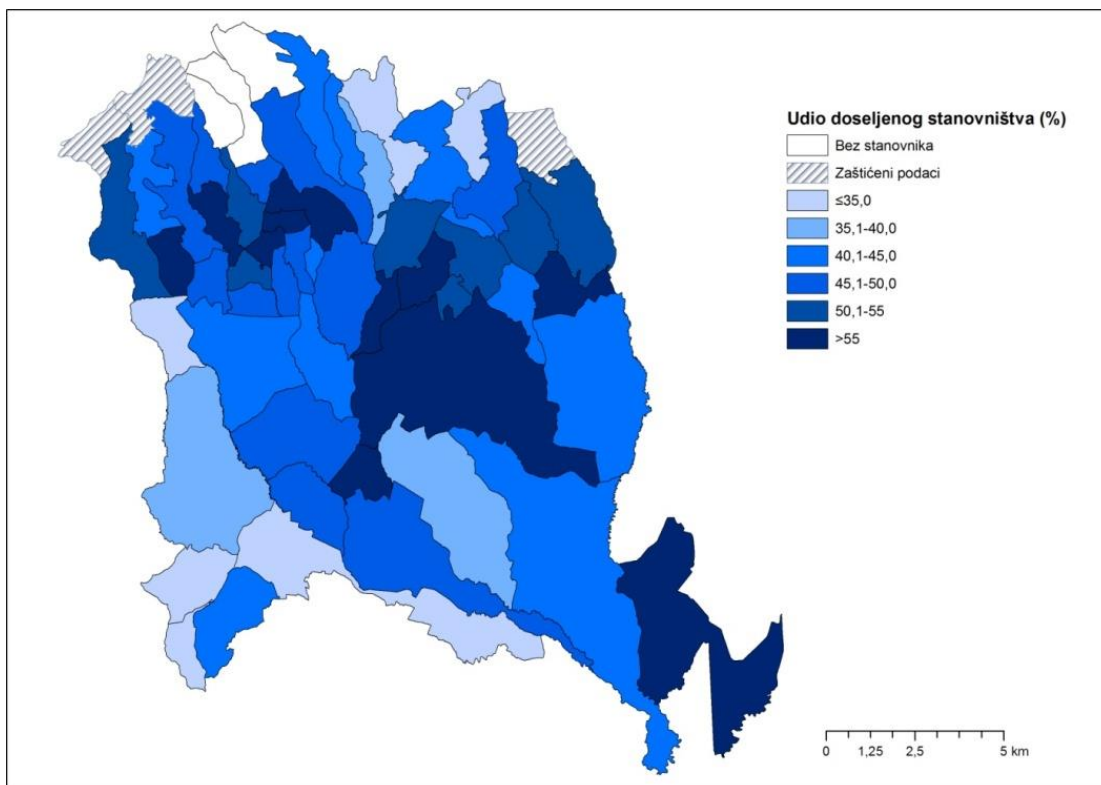 Udio doseljenog stanovništva (%)
Bez stanovnika
Zaštićeni podaci
≤35,0
35,1-40,0
40,1-45,0
45,1-50,0
50,1-55
>55
0 1,25 2,5 5 km